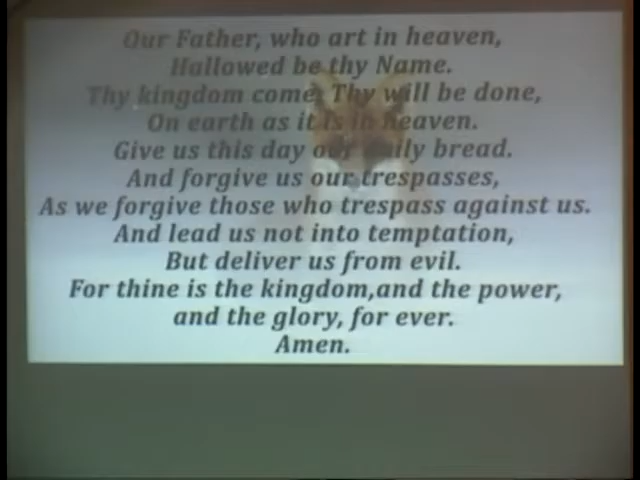 Our Father, who art in heaven,
Hallowed be thy Name.
Thy kingdom come, Thy will be done,
On earth as it is in heaven.
Give us this day our daily bread.
And forgive us our trespasses,
As we forgive those who trespass against us.
And lead us not into temptation,
But deliver us from evil.
For thine is the kingdom,and the power,
and the glory, for ever.
Amen.